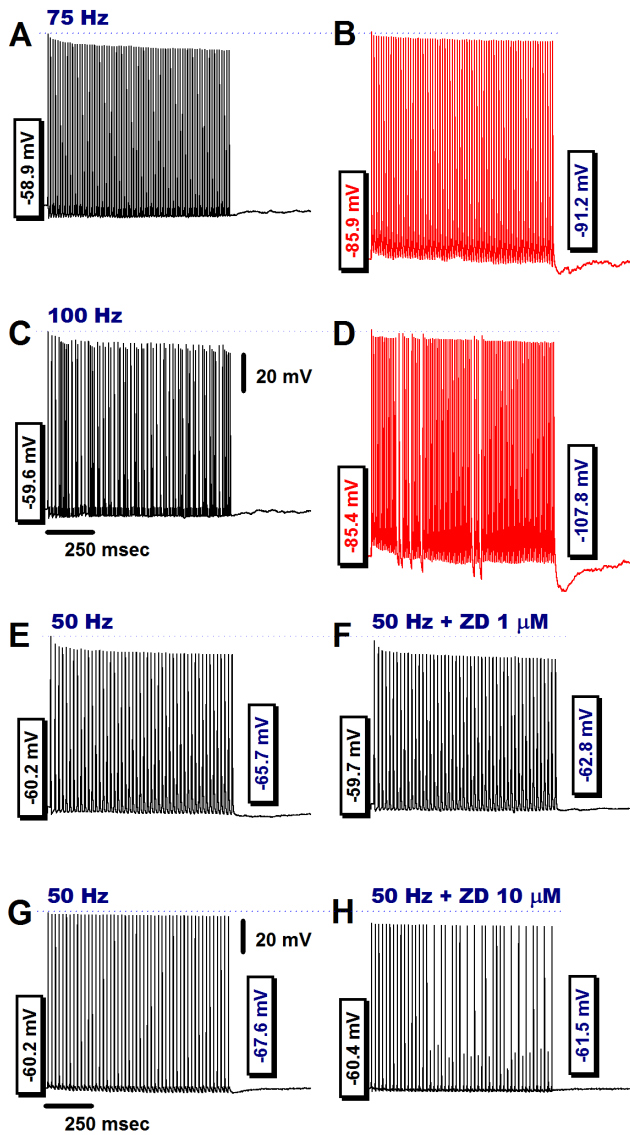 A
75 Hz
-58.9 mV
B
-85.9 mV
-91.2 mV
C
100 Hz
-59.6 mV
20 mV
250 msec
D
-85.4 mV
-107.8 mV
E
50 Hz
-60.2 mV
-65.7 mV
F
50 Hz + ZD 1 μM
-59.7 mV
-62.8 mV
G
50 Hz
-60.2 mV
20 mV
-67.6 mV
250 msec
H
50 Hz + ZD 10 μM
-60.4 mV
-61.5 mV